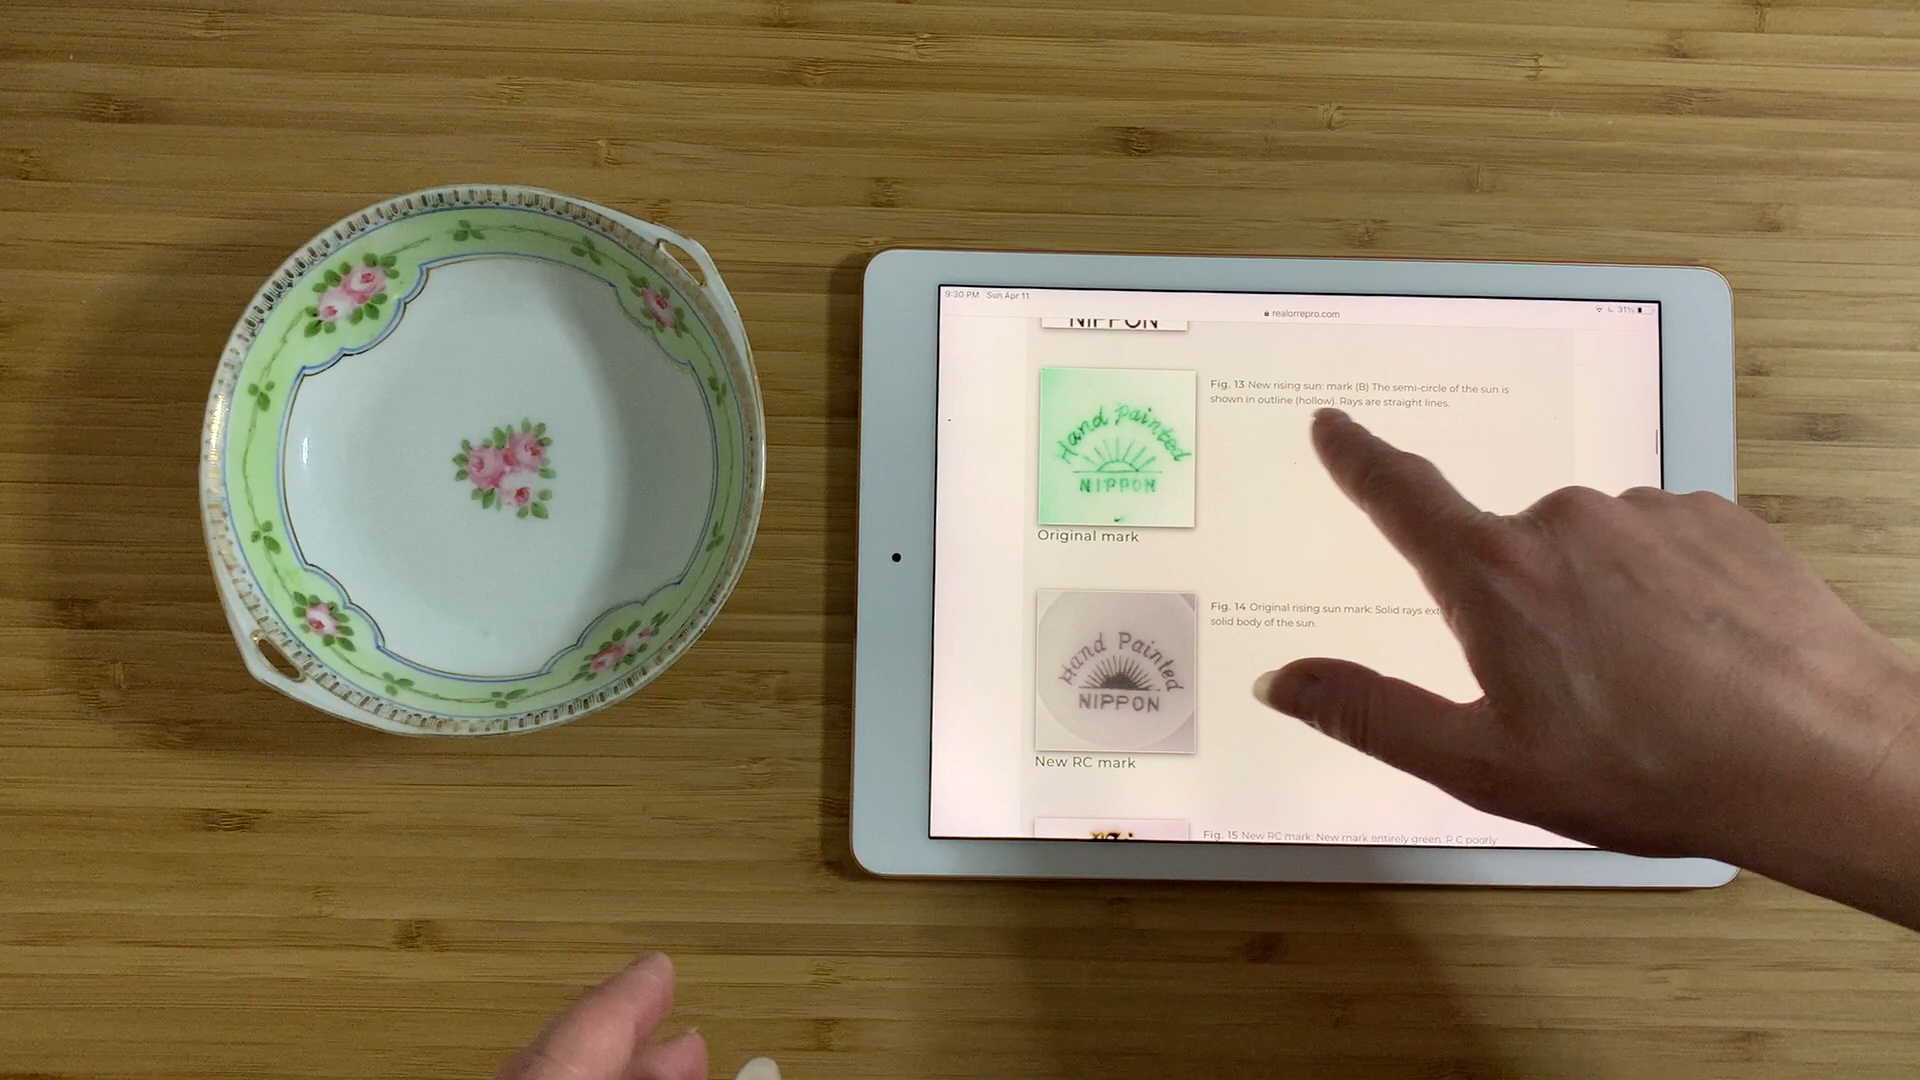 9:30 PM Sun Apr 11
realorrepro.com
31%
NIPPON
Hand Painted
NIPPON
Fig. 13 New rising sun: mark (B) The semi-circle of the sun is
shown in outline (hollow). Rays are straight lines.
Original mark
Hand Painted
NIPPON
Fig. 14 Original rising sun mark: Solid rays
solid body of the sun.
New RC mark
Fig. 15 New RC mark: New mark entirely green. R C poorly